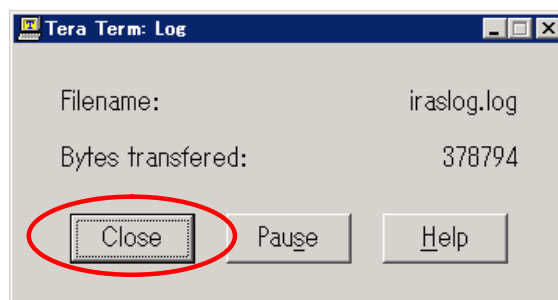 Tera Term: Log
Filename: iraslog.log
Bytes transfered: 378794
Close Pause Help